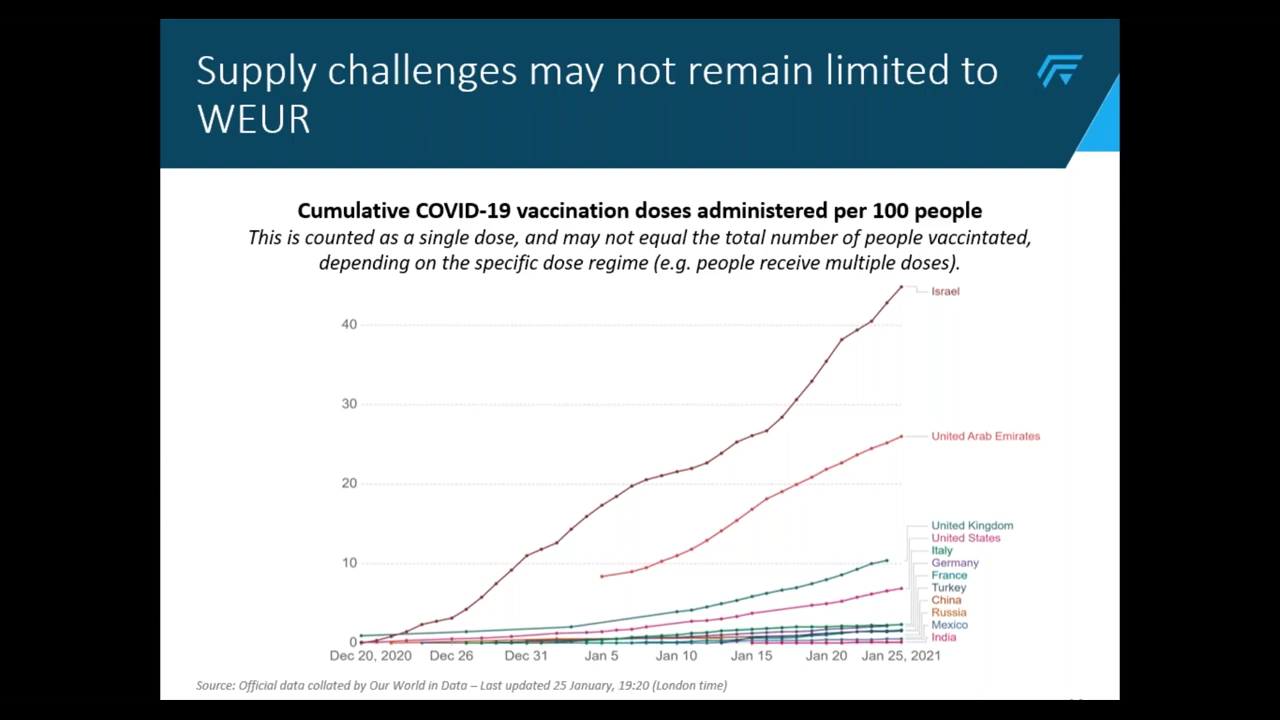 Supply challenges may not remain limited to
WEUR
Cumulative COVID-19 vaccination doses administered per 100 people
This is counted as a single dose, and may not equal the total number of people vaccintated,
depending on the specific dose regime (e.g. people receive multiple doses).
Israel
40
30
United Arab Emirates
20
United Kingdom
United States
Italy
10
Germany
France
Turkey
China
Russia
Mexico
India
0
Dec 20, 2020 Dec 26 Dec 31 Jan 5 Jan 10 Jan 15 Jan 20 Jan 25, 2021
Source: Official data collated by Our World in Data – Last updated 25 January, 19:20 (London time)